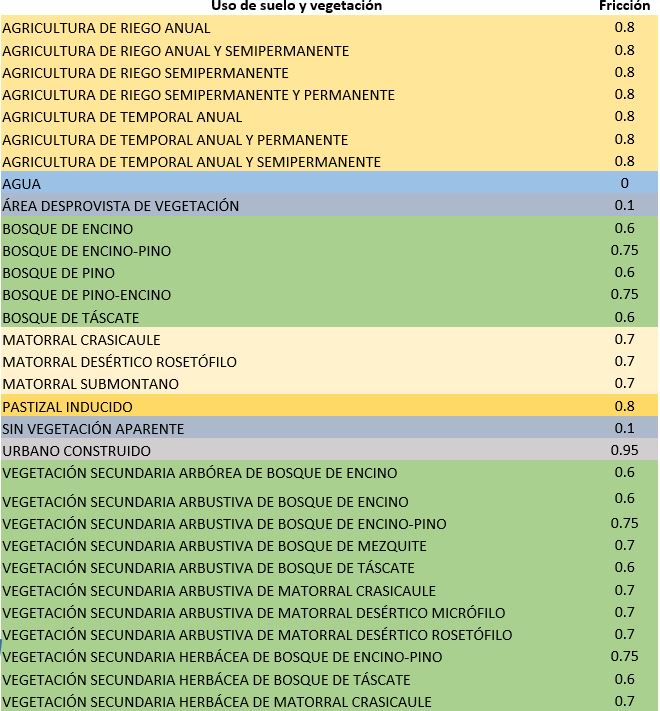 Uso de suelo y vegetación Fricción
AGRICULTURA DE RIEGO ANUAL 0.8
AGRICULTURA DE RIEGO ANUAL Y SEMIPERMANENTE 0.8
AGRICULTURA DE RIEGO SEMIPERMANENTE 0.8
AGRICULTURA DE RIEGO SEMIPERMANENTE Y PERMANENTE 0.8
AGRICULTURA DE TEMPORAL ANUAL 0.8
AGRICULTURA DE TEMPORAL ANUAL Y PERMANENTE 0.8
AGRICULTURA DE TEMPORAL ANUAL Y SEMIPERMANENTE 0.8
AGUA 0
ÁREA DESPROVISTA DE VEGETACIÓN 0.1
BOSQUE DE ENCINO 0.6
BOSQUE DE ENCINO-PINO 0.75
BOSQUE DE PINO 0.6
BOSQUE DE PINO-ENCINO 0.75
BOSQUE DE TÁSCATE 0.6
MATORRAL CRASICAULE 0.7
MATORRAL DESÉRTICO ROSETÓFILO 0.7
MATORRAL SUBMONTANO 0.7
PASTIZAL INDUCIDO 0.8
SIN VEGETACIÓN APARENTE 0.1
URBANO CONSTRUIDO 0.95
VEGETACIÓN SECUNDARIA ARBÓREA DE BOSQUE DE ENCINO 0.6
VEGETACIÓN SECUNDARIA ARBUSTIVA DE BOSQUE DE ENCINO 0.6
VEGETACIÓN SECUNDARIA ARBUSTIVA DE BOSQUE DE ENCINO-PINO 0.75
VEGETACIÓN SECUNDARIA ARBUSTIVA DE BOSQUE DE MEZQUITE 0.7
VEGETACIÓN SECUNDARIA ARBUSTIVA DE BOSQUE DE TÁSCATE 0.6
VEGETACIÓN SECUNDARIA ARBUSTIVA DE MATORRAL CRASICAULE 0.7
VEGETACIÓN SECUNDARIA ARBUSTIVA DE MATORRAL DESÉRTICO MICRÓFILO 0.7
VEGETACIÓN SECUNDARIA ARBUSTIVA DE MATORRAL DESÉRTICO ROSETÓFILO 0.7
VEGETACIÓN SECUNDARIA HERBÁCEA DE BOSQUE DE ENCINO-PINO 0.75
VEGETACIÓN SECUNDARIA HERBÁCEA DE BOSQUE DE TÁSCATE 0.6
VEGETACIÓN SECUNDARIA HERBÁCEA DE MATORRAL CRASICAULE 0.7